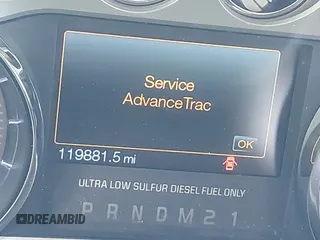 Service
AdvanceTrac
OK
119881.5 mi
ULTRA LOW SULFUR DIESEL FUEL ONLY
P R N D M 2 1
DREAMBID